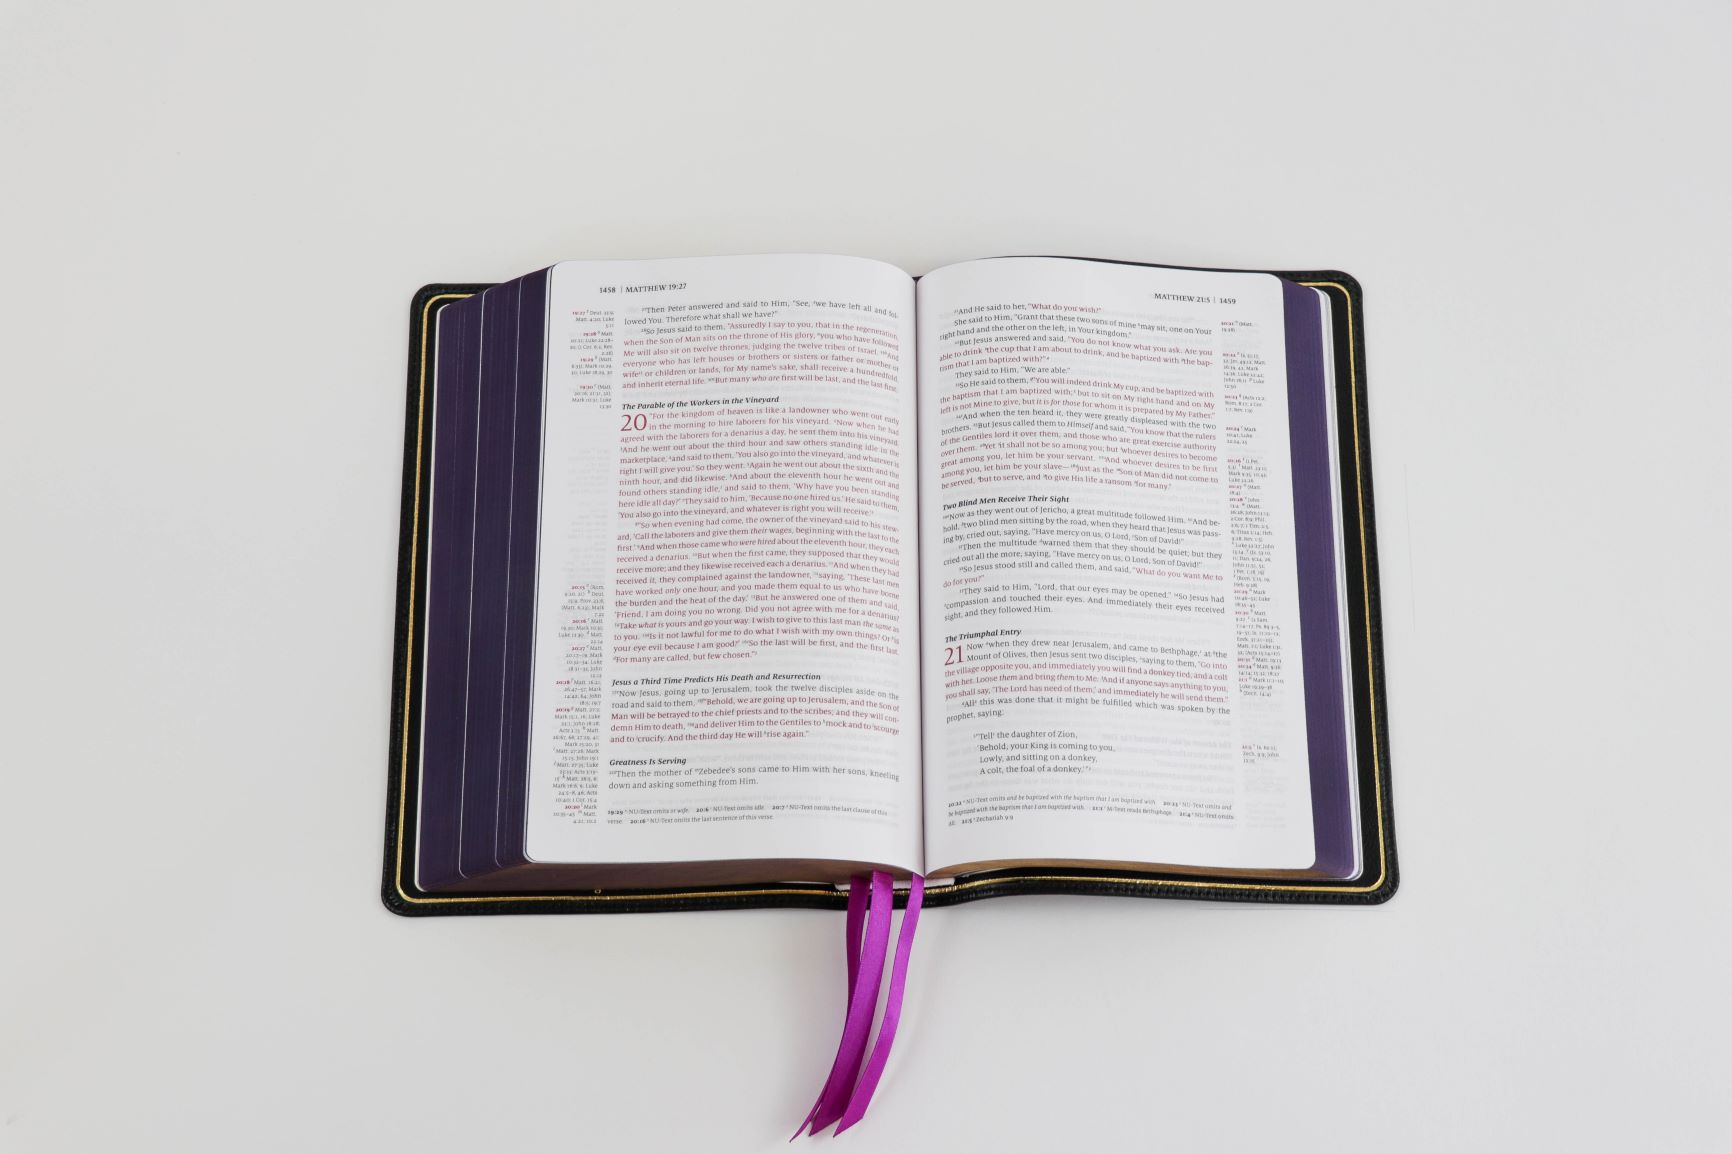 1458 | MATTHEW 19:27
Then Peter answered and said to Him, "See, we have left all and fol-
lowed You. Therefore what shall we have?"
So Jesus said to them, "Assuredly I say to you, that in the regeneration,
when the Son of Man sits on the throne of His glory, you who have followed
Me will also sit on twelve thrones, judging the twelve tribes of Israel. And
everyone who has left houses or brothers or sisters or father or mother or
wife or children or lands, for My name's sake, shall receive a hundredfold,
and inherit eternal life. But many who are first will be last, and the last first.
The Parable of the Workers in the Vineyard
20 "For the kingdom of heaven is like a landowner who went out early
in the morning to hire laborers for his vineyard. Now when he had
agreed with the laborers for a denarius a day, he sent them into his vineyard.
And he went out about the third hour and saw others standing idle in the
marketplace, and said to them, 'You also go into the vineyard, and whatever is
right I will give you.' So they went. Again he went out about the sixth and the
ninth hour, and did likewise. And about the eleventh hour he went out and
found others standing idle, and said to them, 'Why have you been standing
here idle all day?' They said to him, 'Because no one hired us.' He said to them,
'You also go into the vineyard, and whatever is right you will receive.'
"So when evening had come, the owner of the vineyard said to his stew-
ard, 'Call the laborers and give them their wages, beginning with the last to the
first.' And when those came who were hired about the eleventh hour, they each
received a denarius. But when the first came, they supposed that they would
receive more; and they likewise received each a denarius. And when they had
received it, they complained against the landowner, saying, 'These last men
have worked only one hour, and you made them equal to us who have borne
the burden and the heat of the day.' But he answered one of them and said,
'Friend, I am doing you no wrong. Did you not agree with me for a denarius?
Take what is yours and go your way. I wish to give to this last man the same as
to you. Is it not lawful for me to do what I wish with my own things? Or is
your eye evil because I am good?' So the last will be first, and the first last.
For many are called, but few chosen."
Jesus a Third Time Predicts His Death and Resurrection
Now Jesus, going up to Jerusalem, took the twelve disciples aside on the
road and said to them, "Behold, we are going up to Jerusalem, and the Son of
Man will be betrayed to the chief priests and to the scribes; and they will con-
demn Him to death, and deliver Him to the Gentiles to mock and to scourge
and to crucify. And the third day He will rise again."
Greatness Is Serving
Then the mother of Zebedee's sons came to Him with her sons, kneeling
down and asking something from Him.
19:29 NU-Text omits or wife. 20:6 NU-Text omits idle. 20:7 NU-Text omits the last clause of this
verse. 20:16 NU-Text omits the last sentence of this verse.
MATTHEW 21:5 | 1459
And He said to her, "What do you wish?"
She said to Him, "Grant that these two sons of mine may sit, one on Your
right hand and the other on the left, in Your kingdom."
But Jesus answered and said, "You do not know what you ask. Are you
able to drink the cup that I am about to drink, and be baptized with the bap-
tism that I am baptized with?"
They said to Him, "We are able."
So He said to them, "You will indeed drink My cup, and be baptized with
the baptism that I am baptized with; but to sit on My right hand and on My
left is not Mine to give, but it is for those for whom it is prepared by My Father."
And when the ten heard it, they were greatly displeased with the two
brothers. But Jesus called them to Himself and said, "You know that the rulers
of the Gentiles lord it over them, and those who are great exercise authority
over them. Yet it shall not be so among you; but whoever desires to become
great among you, let him be your servant. And whoever desires to be first
among you, let him be your slave— just as the Son of Man did not come to
be served, but to serve, and to give His life a ransom for many."
Two Blind Men Receive Their Sight
Now as they went out of Jericho, a great multitude followed Him. And be-
hold, two blind men sitting by the road, when they heard that Jesus was pass-
ing by, cried out, saying, "Have mercy on us, O Lord, Son of David!"
Then the multitude warned them that they should be quiet; but they
cried out all the more, saying, "Have mercy on us, O Lord, Son of David!"
So Jesus stood still and called them, and said, "What do you want Me to
do for you?"
They said to Him, "Lord, that our eyes may be opened." So Jesus had
compassion and touched their eyes. And immediately their eyes received
sight, and they followed Him.
The Triumphal Entry
21 Now when they drew near Jerusalem, and came to Bethphage, at the
Mount of Olives, then Jesus sent two disciples, saying to them, "Go into
the village opposite you, and immediately you will find a donkey tied, and a colt
with her. Loose them and bring them to Me. And if anyone says anything to you,
you shall say, 'The Lord has need of them,' and immediately he will send them."
All this was done that it might be fulfilled which was spoken by the
prophet, saying:
"Tell the daughter of Zion,
'Behold, your King is coming to you,
Lowly, and sitting on a donkey,
A colt, the foal of a donkey.'"
20:22 NU-Text omits and be baptized with the baptism that I am baptized with. 20:23 NU-Text omits and
be baptized with the baptism that I am baptized with. 21:1 M-Text reads Bethsphage. 21:4 NU-Text omits
All. 21:5 Zechariah 9:9